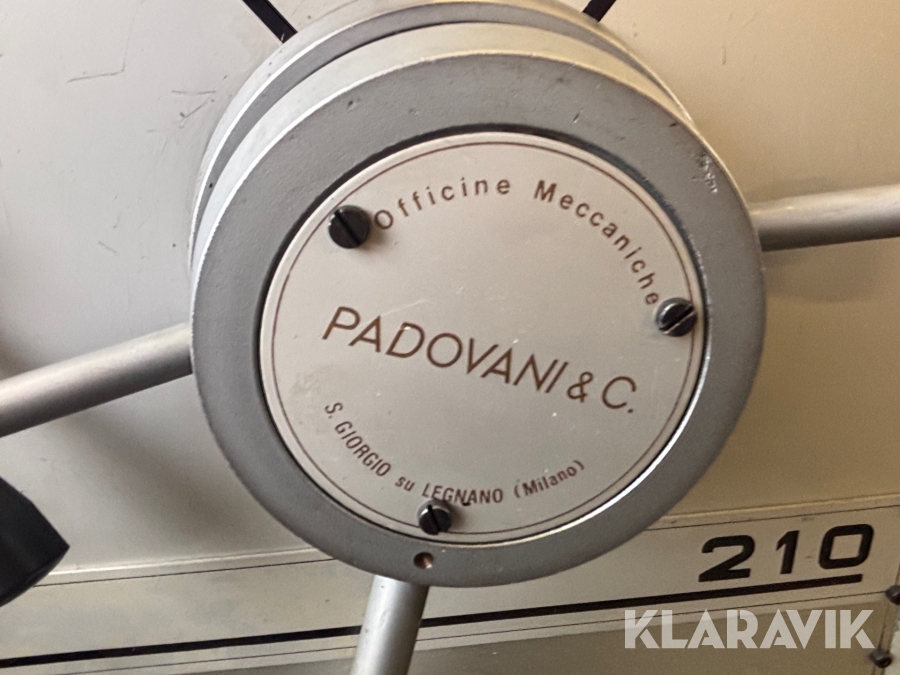 Officine Meccaniche
PADOVANI & C.
S. GIORGIO su LEGNANO (Milano)
210
KLARAVIK